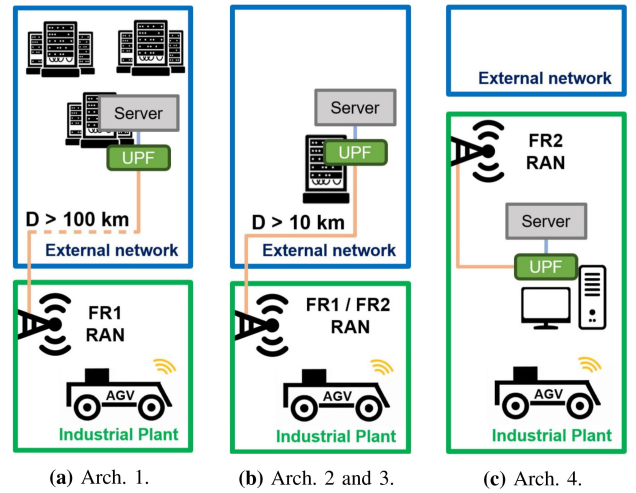 Server
UPF
D > 100 km
External network
FR1
RAN
AGV
Industrial Plant
(a) Arch. 1.
Server
UPF
D > 10 km
External network
FR1 / FR2
RAN
AGV
Industrial Plant
(b) Arch. 2 and 3.
External network
FR2
RAN
Server
UPF
AGV
Industrial Plant
(c) Arch. 4.